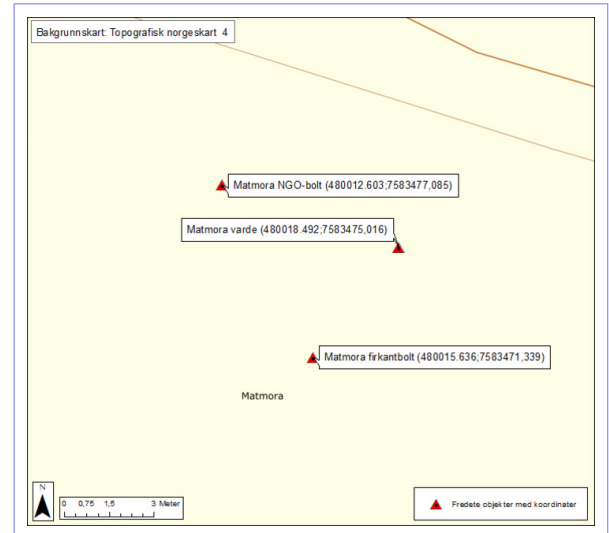 Bakgrunnskart: Topografisk norgeskart 4
Matmora NGO-bolt (480012.603;7583477,085)
Matmora varde (480018.492;7583475,016)
Matmora firkantbolt (480015.636;7583471,339)
Matmora
N
0 0,75 1,5 3 Meter
Fredete objekter med koordinater